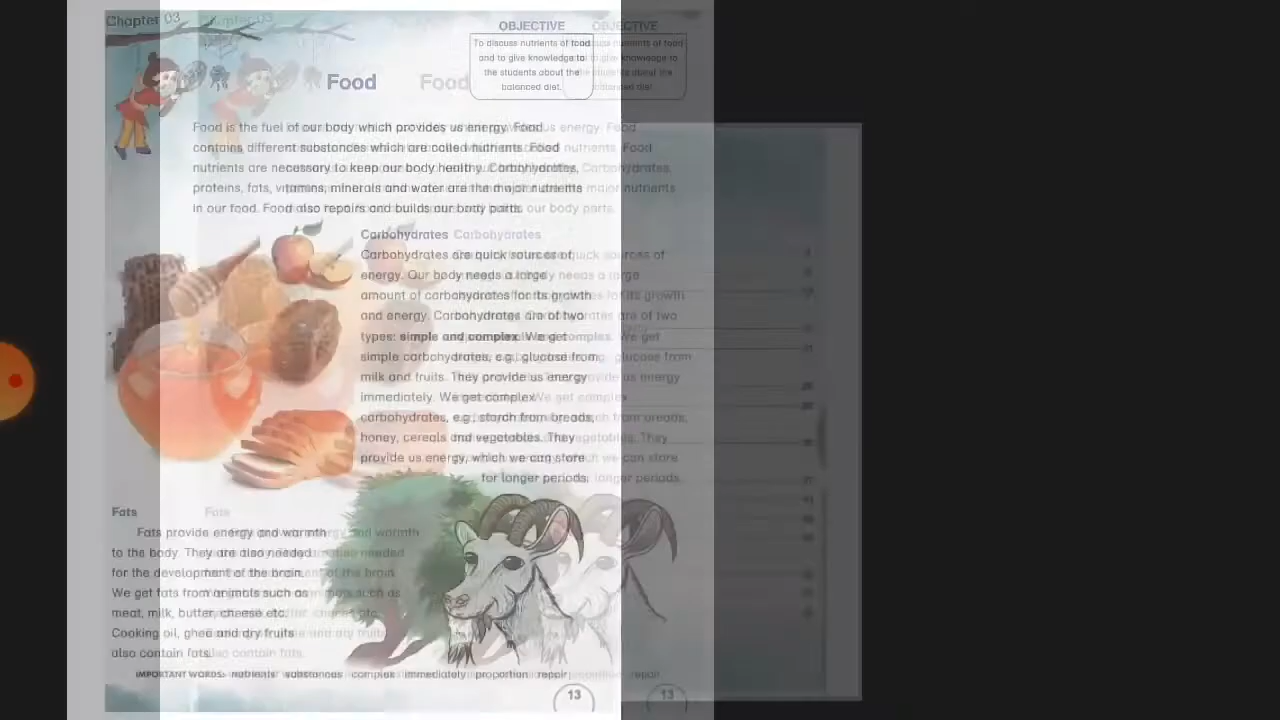 Chapter 03
OBJECTIVE
To discuss nutrients of food
and to give knowledge to
the students about the
balanced diet.
Food
Food is the fuel of our body which provides us energy. Food
contains different substances which are called nutrients. Food
nutrients are necessary to keep our body healthy. Carbohydrates,
proteins, fats, vitamins, minerals and water are the major nutrients
in our food. Food also repairs and builds our body parts.
Carbohydrates
Carbohydrates are quick sources of
energy. Our body needs a large
amount of carbohydrates for its growth
and energy. Carbohydrates are of two
types: simple and complex. We get
simple carbohydrates, e.g. glucose from
milk and fruits. They provide us energy
immediately. We get complex
carbohydrates, e.g., starch from breads,
honey, cereals and vegetables. They
provide us energy, which we can store
for longer periods.
Fats
Fats provide energy and warmth
to the body. They are also needed
for the development of the brain.
We get fats from animals such as
meat, milk, butter, cheese etc.
Cooking oil, ghee and dry fruits
also contain fats.
IMPORTANT WORDS: nutrients substances complex immediately proportion repair
13